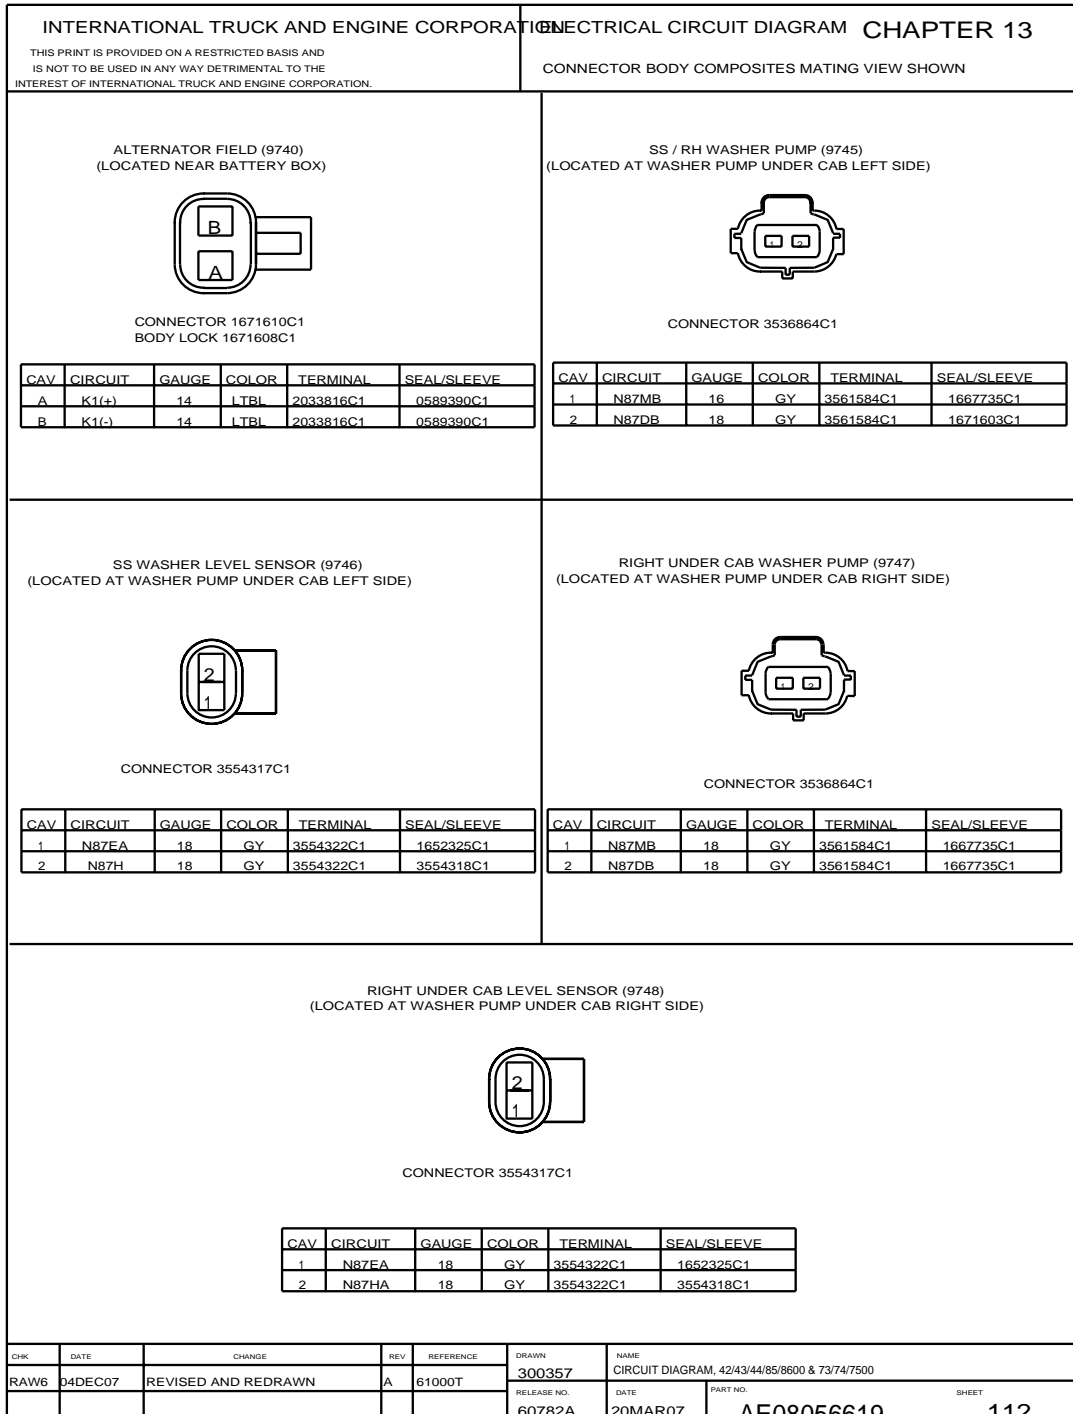 INTERNATIONAL TRUCK AND ENGINE CORPORATION
THIS PRINT IS PROVIDED ON A RESTRICTED BASIS AND
IS NOT TO BE USED IN ANY WAY DETRIMENTAL TO THE
INTEREST OF INTERNATIONAL TRUCK AND ENGINE CORPORATION.
ELECTRICAL CIRCUIT DIAGRAM CHAPTER 13
CONNECTOR BODY COMPOSITES MATING VIEW SHOWN
ALTERNATOR FIELD (9740)
(LOCATED NEAR BATTERY BOX)
B
A
CONNECTOR 1671610C1
BODY LOCK 1671608C1
CAV CIRCUIT GAUGE COLOR TERMINAL SEAL/SLEEVE
A K1(+) 14 LTBL 2033816C1 0589390C1
B K1(-) 14 LTBL 2033816C1 0589390C1
SS / RH WASHER PUMP (9745)
(LOCATED AT WASHER PUMP UNDER CAB LEFT SIDE)
1 2
CONNECTOR 3536864C1
CAV CIRCUIT GAUGE COLOR TERMINAL SEAL/SLEEVE
1 N87MB 16 GY 3561584C1 1667735C1
2 N87DB 18 GY 3561584C1 1671603C1
SS WASHER LEVEL SENSOR (9746)
(LOCATED AT WASHER PUMP UNDER CAB LEFT SIDE)
2
1
CONNECTOR 3554317C1
CAV CIRCUIT GAUGE COLOR TERMINAL SEAL/SLEEVE
1 N87EA 18 GY 3554322C1 1652325C1
2 N87H 18 GY 3554322C1 3554318C1
RIGHT UNDER CAB WASHER PUMP (9747)
(LOCATED AT WASHER PUMP UNDER CAB RIGHT SIDE)
1 2
CONNECTOR 3536864C1
CAV CIRCUIT GAUGE COLOR TERMINAL SEAL/SLEEVE
1 N87MB 18 GY 3561584C1 1667735C1
2 N87DB 18 GY 3561584C1 1667735C1
RIGHT UNDER CAB LEVEL SENSOR (9748)
(LOCATED AT WASHER PUMP UNDER CAB RIGHT SIDE)
2
1
CONNECTOR 3554317C1
CAV CIRCUIT GAUGE COLOR TERMINAL SEAL/SLEEVE
1 N87EA 18 GY 3554322C1 1652325C1
2 N87HA 18 GY 3554322C1 3554318C1
CHK DATE CHANGE REV REFERENCE
RAW6 04DEC07 REVISED AND REDRAWN A 61000T
DRAWN
300357
NAME
CIRCUIT DIAGRAM, 42/43/44/85/8600 & 73/74/7500
RELEASE NO. DATE PART NO. SHEET
60782A 20MAR07 AE08056619 112